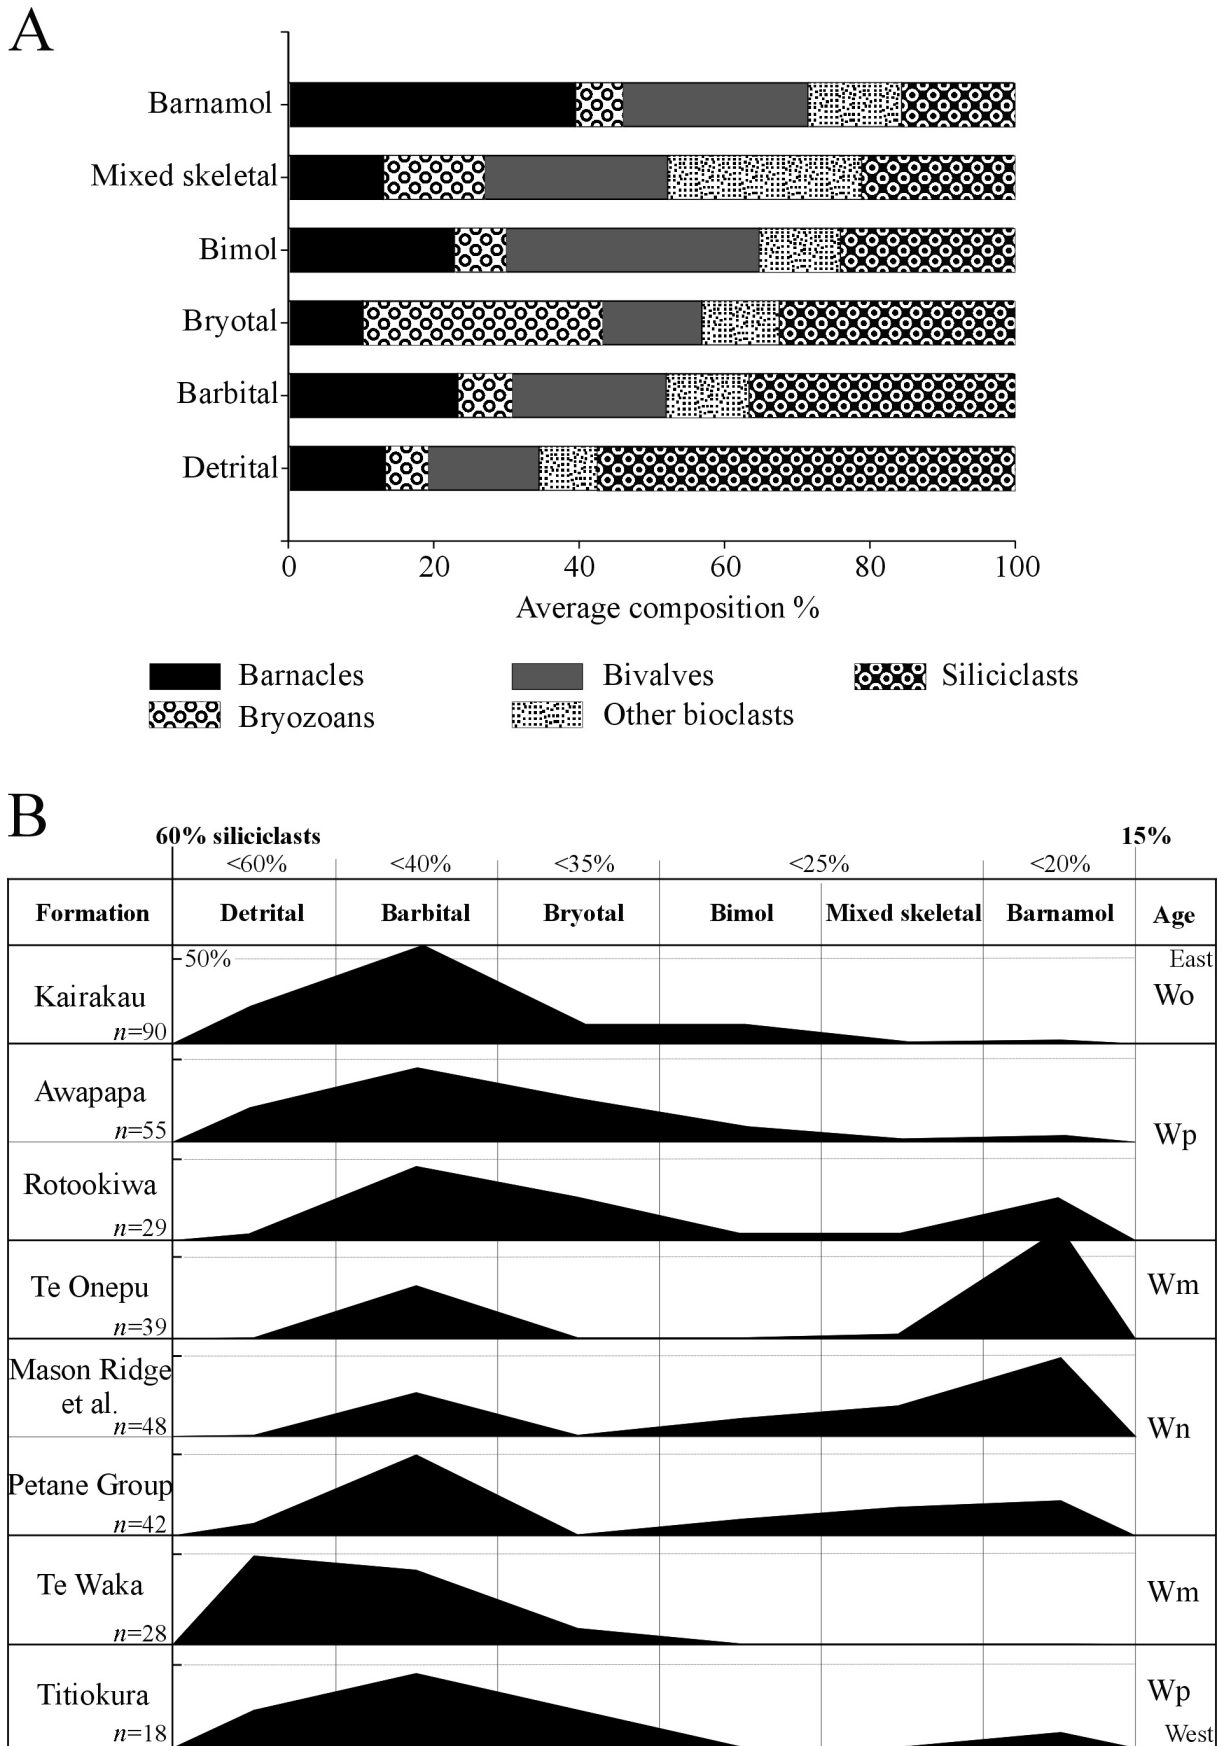 A
Barnamol
Mixed skeletal
Bimol
Bryotal
Barbital
Detrital
0 20 40 60 80 100
Average composition %
Barnacles Bivalves Siliciclasts
Bryozoans Other bioclasts
B
60% siliciclasts 15%
<60% <40% <35% <25% <20%
Formation Detrital Barbital Bryotal Bimol Mixed skeletal Barnamol Age
50% East
Kairakau Wo
n=90
Awapapa
n=55 Wp
Rotookiwa
n=29
Te Onepu Wm
n=39
Mason Ridge
et al.
n=48 Wn
Petane Group
n=42
Te Waka Wm
n=28
Titiokura Wp
n=18 West